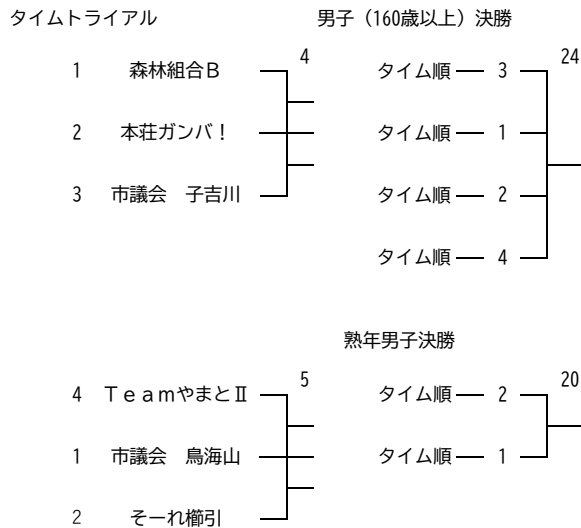 タイムトライアル 男子（160歳以上）決勝
4 24
1 森林組合Ｂ タイム順 3
2 本荘ガンバ！ タイム順 1
3 市議会　子吉川 タイム順 2
タイム順 4
熟年男子決勝
5 20
4 ＴｅａｍやまとⅡ タイム順 2
1 市議会　鳥海山 タイム順 1
2 そーれ櫛引